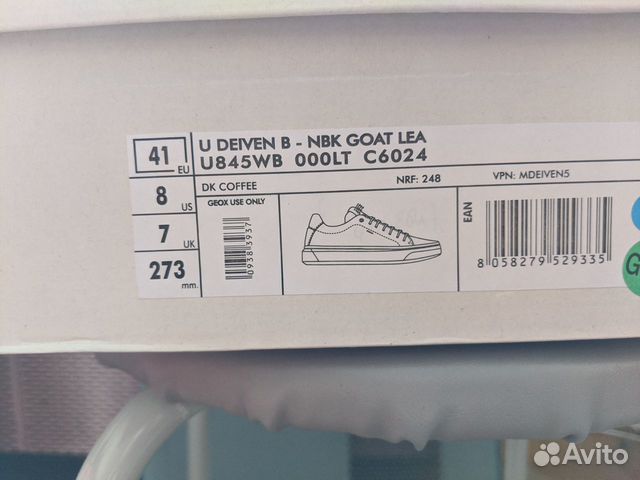 41 EU
8 US
7 UK
273 mm.
U DEIVEN B - NBK GOAT LEA
U845WB 000LT C6024
DK COFFEE
NRF: 248
VPN: MDEIVEN5
GEOX USE ONLY
0938393937
EAN
8 058279 529335
G
Avito